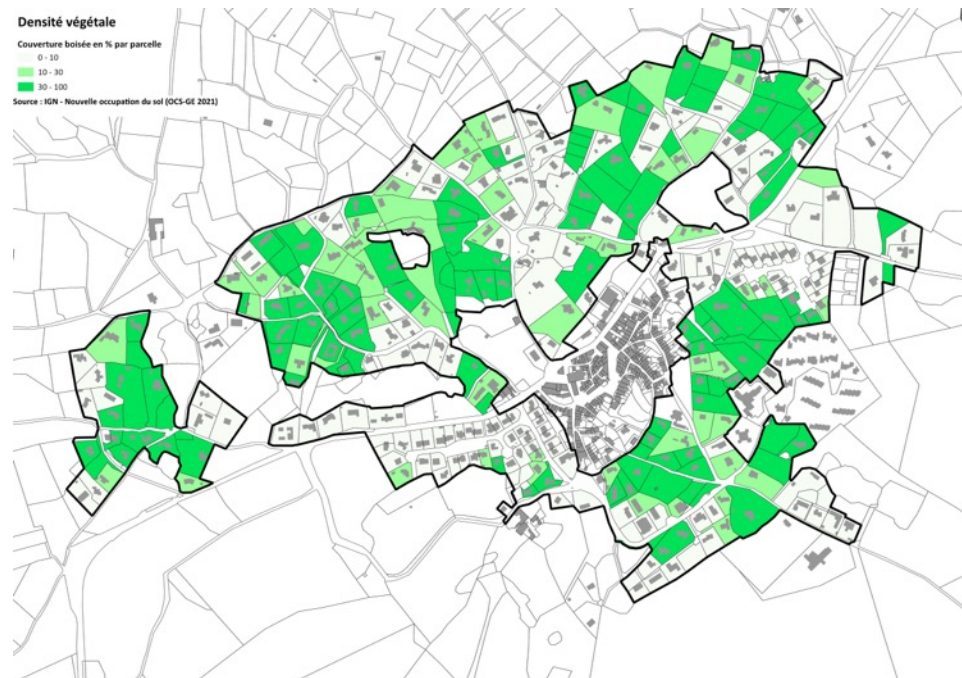 Densité végétale
Couverture boisée en % par parcelle
0 - 10
10 - 30
30 - 100
Source : IGN - Nouvelle occupation du sol (OCS-GE 2021)